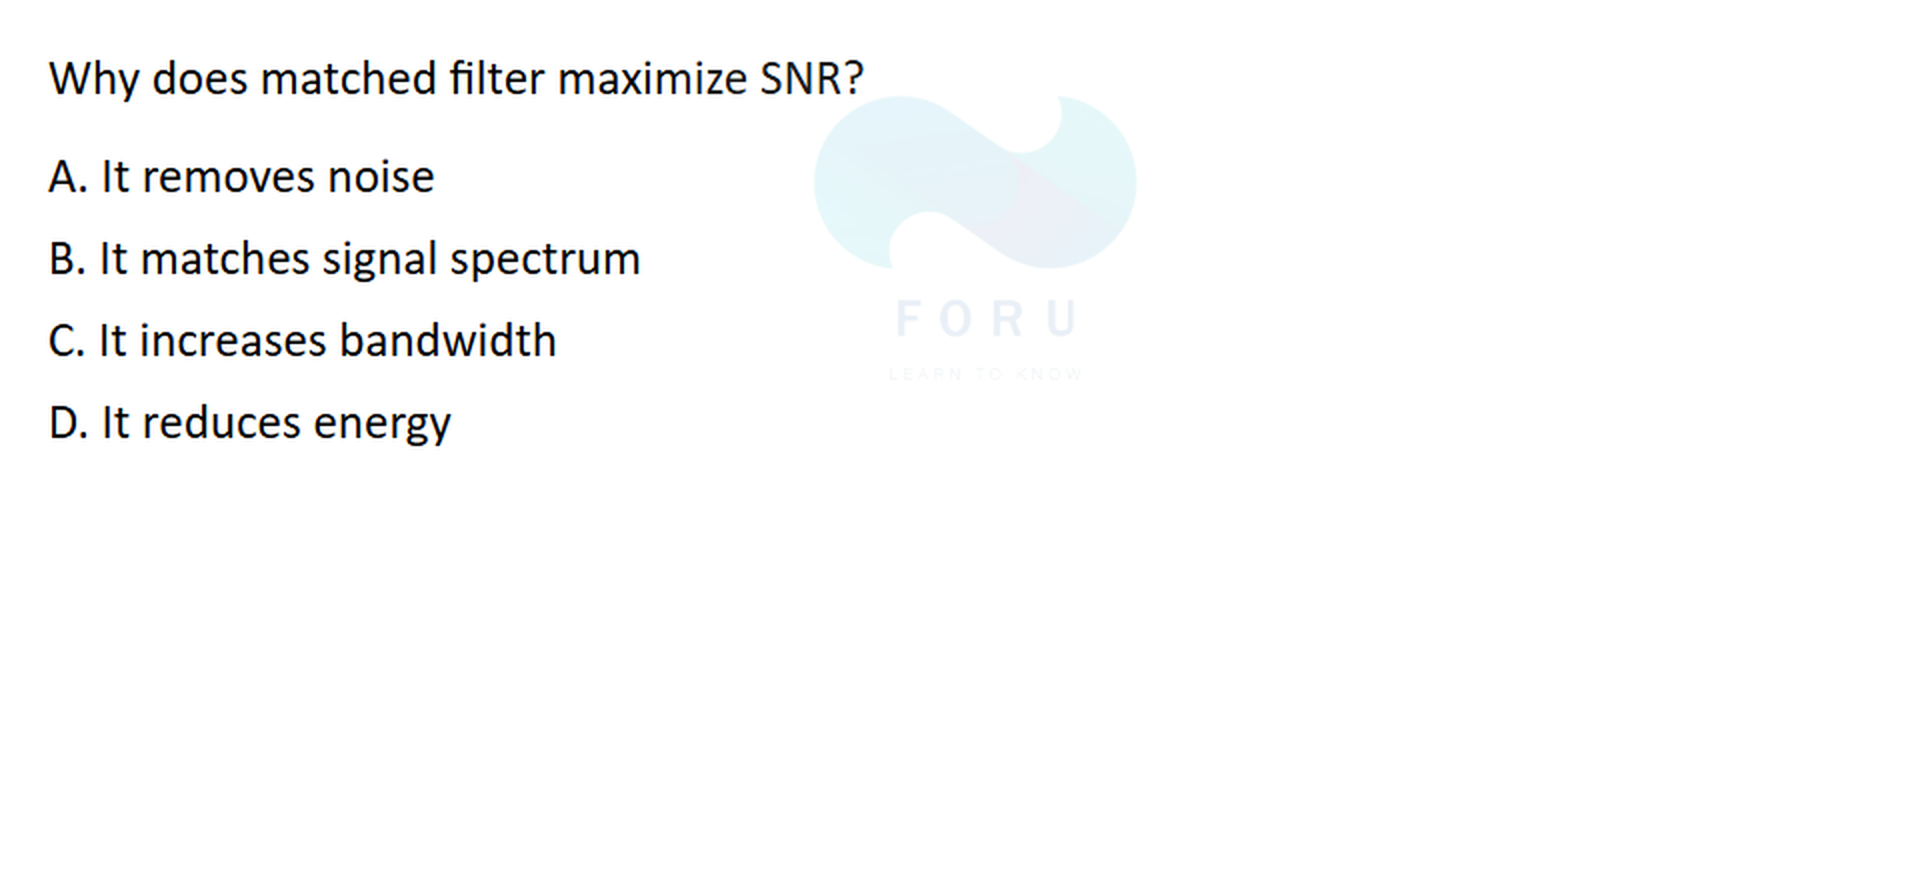 Why does matched filter maximize SNR?
A. It removes noise
B. It matches signal spectrum
C. It increases bandwidth
D. It reduces energy
FORU
LEARN TO KNOW